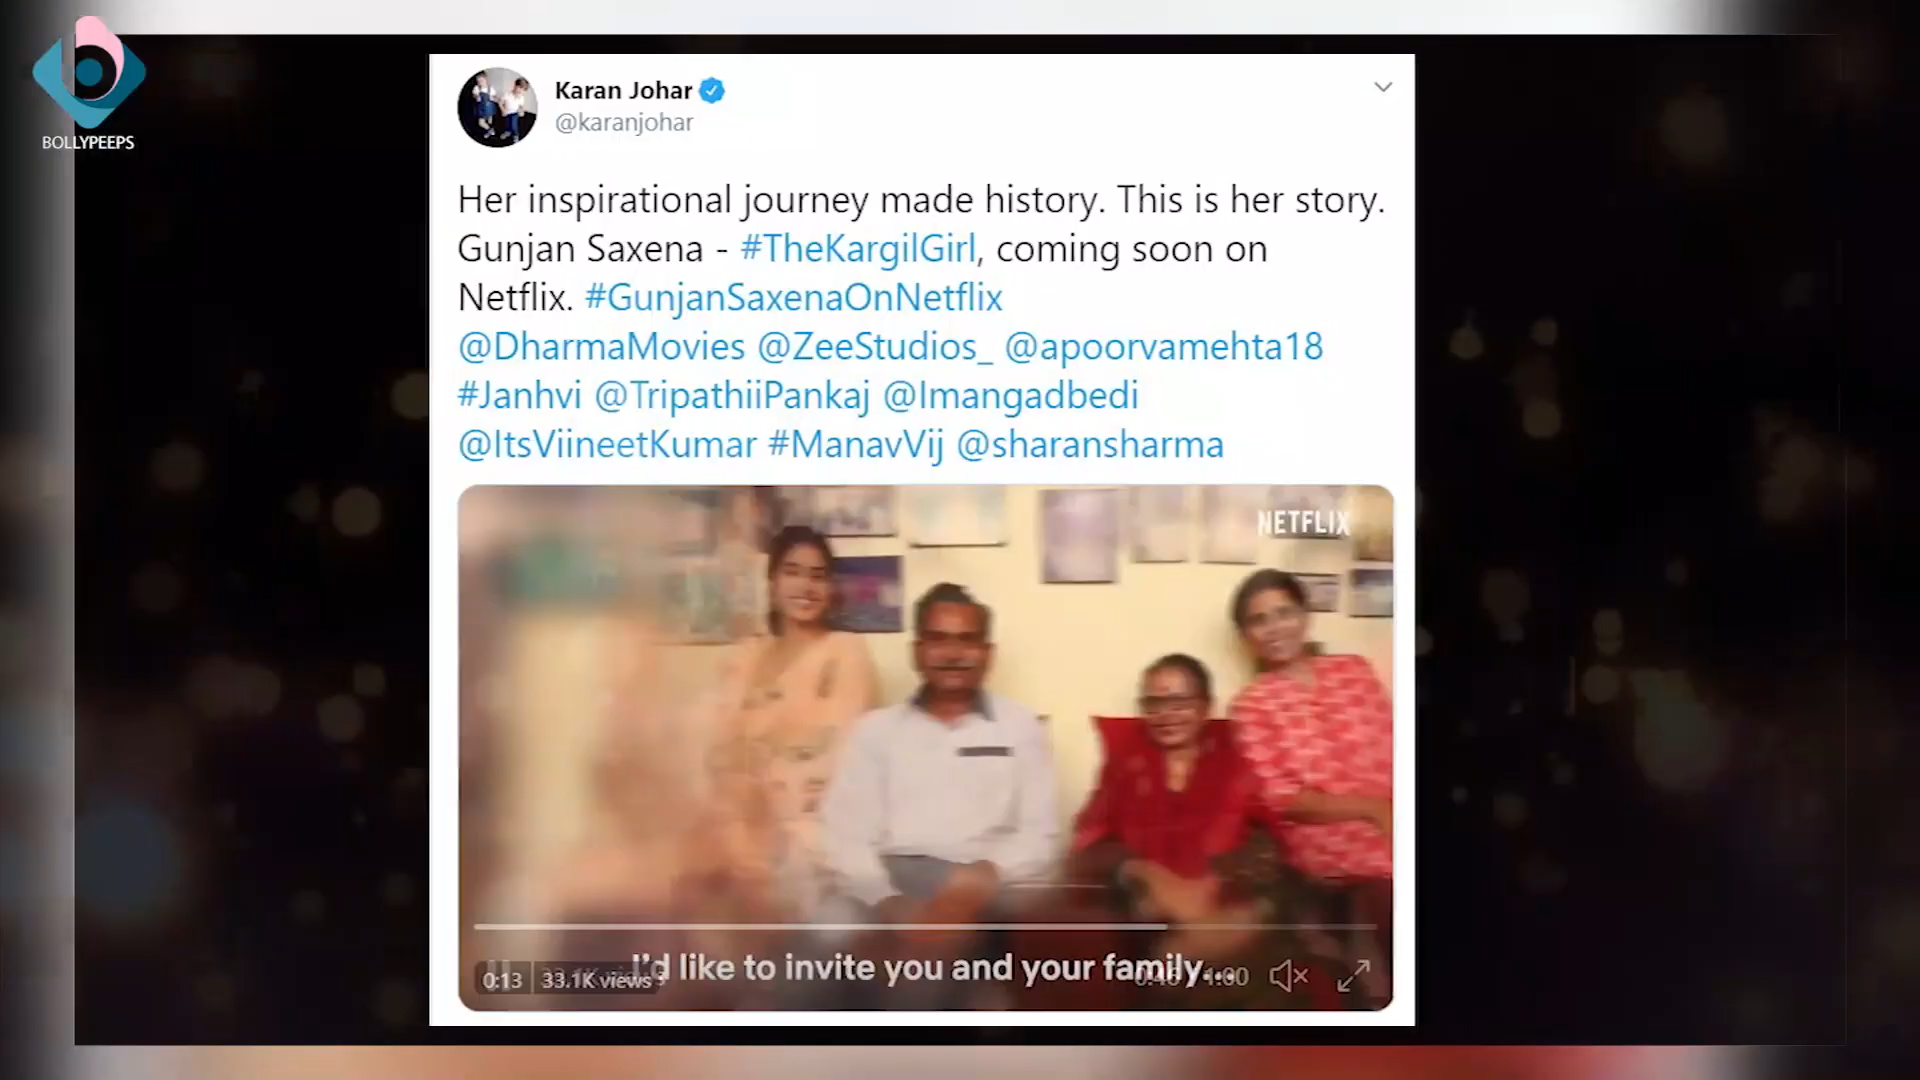 BOLLYPEEPS
Karan Johar
@karanjohar
Her inspirational journey made history. This is her story.
Gunjan Saxena - #TheKargilGirl, coming soon on
Netflix. #GunjanSaxenaOnNetflix
@DharmaMovies @ZeeStudios_ @apoorvamehta18
#Janhvi @TripathiiPankaj @Imangadbedi
@ItsViineetKumar #ManavVij @sharansharma
NETFLIX
I'd like to invite you and your family...
0:13 33.1K views